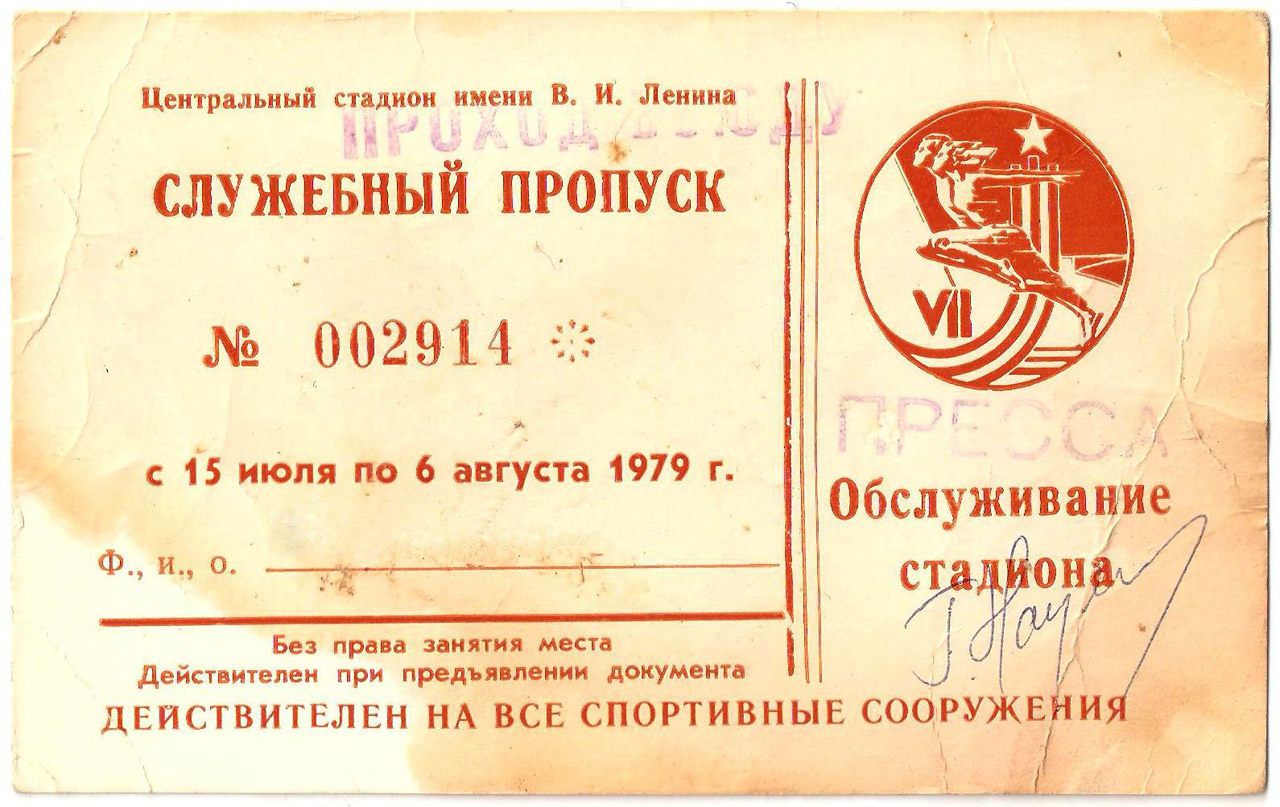 Центральный стадион имени В. И. Ленина
ПРОХОД ВСЮДУ
СЛУЖЕБНЫЙ ПРОПУСК
№ 002914
с 15 июля по 6 августа 1979 г.
Ф., и., о.
Без права занятия места
Действителен при предъявлении документа
VII
ПРЕССА
Обслуживание
стадиона
ДЕЙСТВИТЕЛЕН НА ВСЕ СПОРТИВНЫЕ СООРУЖЕНИЯ